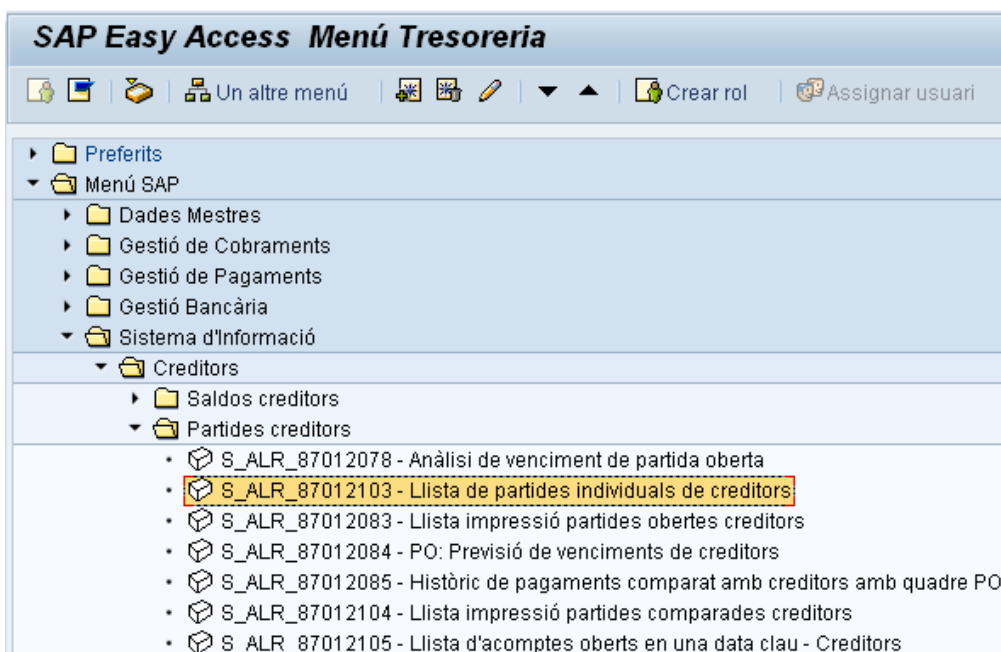 SAP Easy Access Menú Tresoreria
Un altre menú Crear rol Assignar usuari
Preferits
Menú SAP
Dades Mestres
Gestió de Cobraments
Gestió de Pagaments
Gestió Bancària
Sistema d'Informació
Creditors
Saldos creditors
Partides creditors
S_ALR_87012078 - Anàlisi de venciment de partida oberta
S_ALR_87012103 - Llista de partides individuals de creditors
S_ALR_87012083 - Llista impressió partides obertes creditors
S_ALR_87012084 - PO: Previsió de venciments de creditors
S_ALR_87012085 - Històric de pagaments comparat amb creditors amb quadre PO
S_ALR_87012104 - Llista impressió partides comparades creditors
S_ALR_87012105 - Llista d'acomptes oberts en una data clau - Creditors